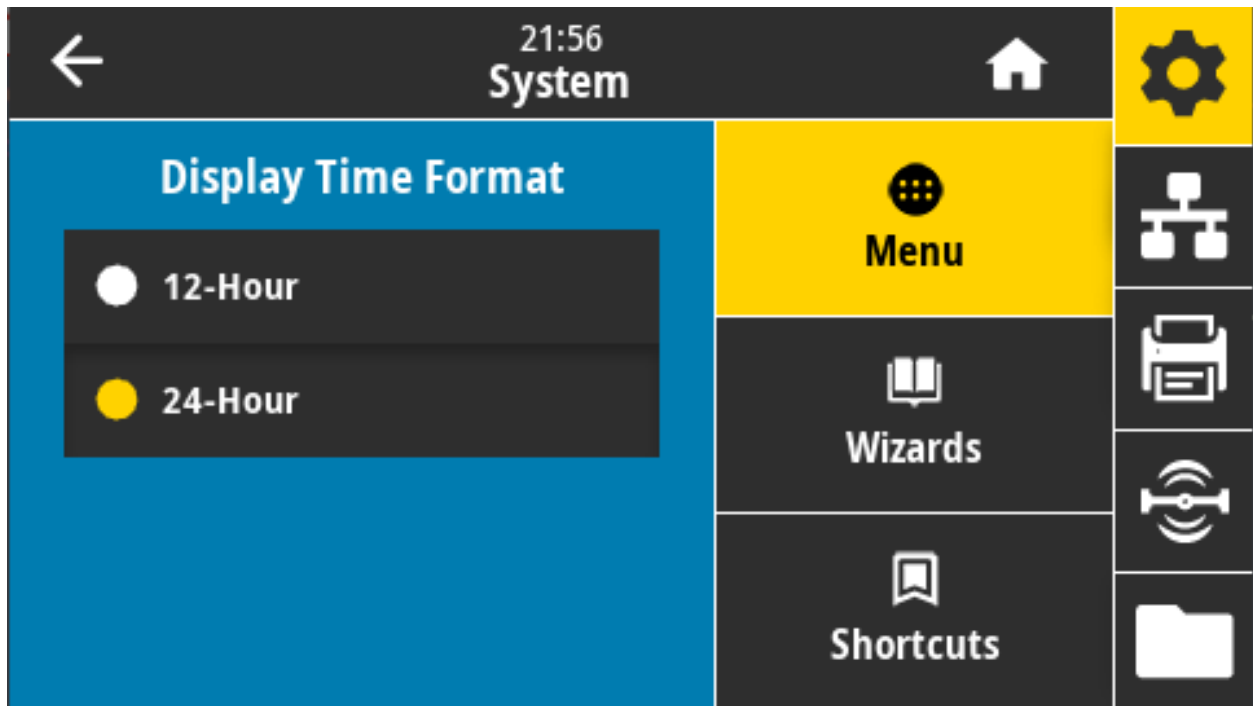 21:56
System
Display Time Format
12-Hour
24-Hour
Menu
Wizards
Shortcuts